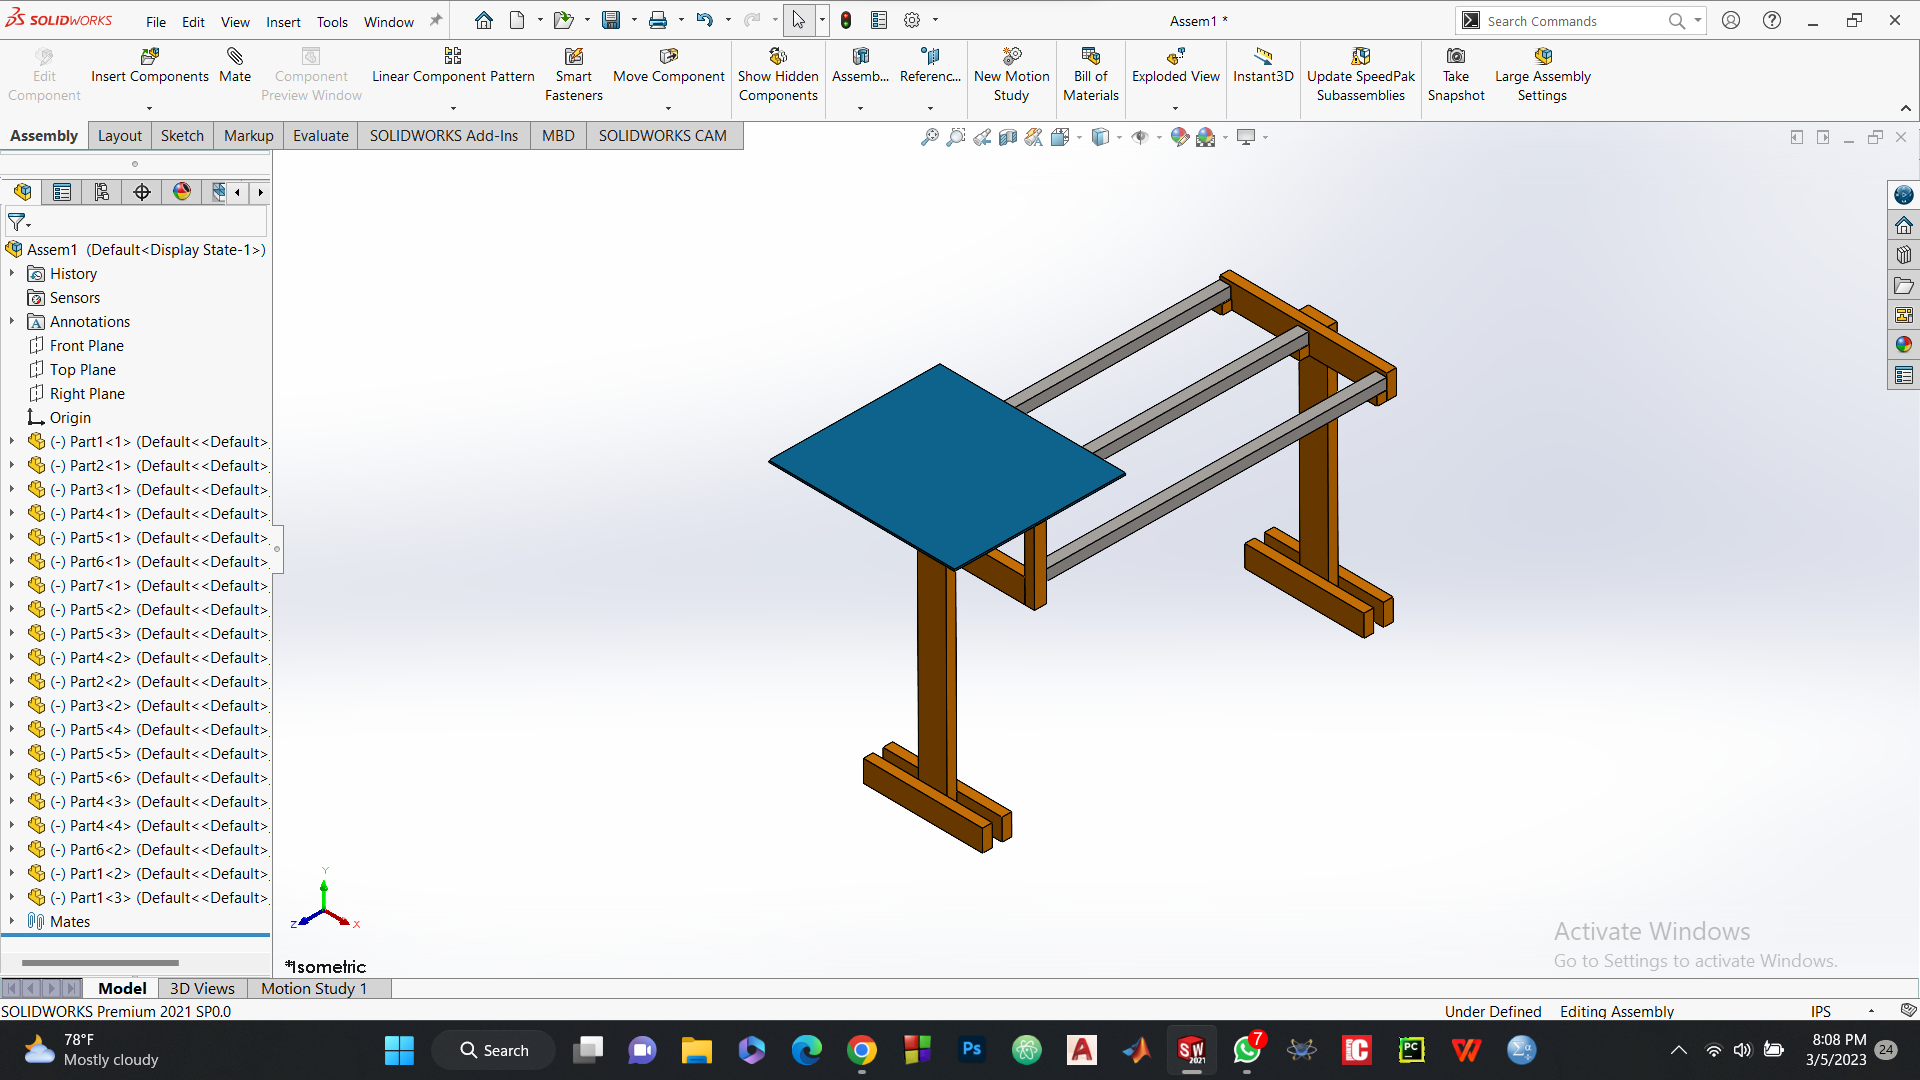 SOLIDWORKS File Edit View Insert Tools Window Assem1 * Search Commands
Edit Component
Insert Components
Mate
Component Preview Window
Linear Component Pattern
Smart Fasteners
Move Component
Show Hidden Components
Assemb...
Referenc...
New Motion Study
Bill of Materials
Exploded View
Instant3D
Update SpeedPak Subassemblies
Take Snapshot
Large Assembly Settings
Assembly Layout Sketch Markup Evaluate SOLIDWORKS Add-Ins MBD SOLIDWORKS CAM
Assem1 (Default<Display State-1>)
History
Sensors
Annotations
Front Plane
Top Plane
Right Plane
Origin
(-) Part1<1> (Default<<Default>
(-) Part2<1> (Default<<Default>
(-) Part3<1> (Default<<Default>
(-) Part4<1> (Default<<Default>
(-) Part5<1> (Default<<Default>
(-) Part6<1> (Default<<Default>
(-) Part7<1> (Default<<Default>
(-) Part5<2> (Default<<Default>
(-) Part5<3> (Default<<Default>
(-) Part4<2> (Default<<Default>
(-) Part2<2> (Default<<Default>
(-) Part3<2> (Default<<Default>
(-) Part5<4> (Default<<Default>
(-) Part5<5> (Default<<Default>
(-) Part5<6> (Default<<Default>
(-) Part4<3> (Default<<Default>
(-) Part4<4> (Default<<Default>
(-) Part6<2> (Default<<Default>
(-) Part1<2> (Default<<Default>
(-) Part1<3> (Default<<Default>
Mates
Y
Z X
*Isometric
Activate Windows
Go to Settings to activate Windows.
Model 3D Views Motion Study 1
SOLIDWORKS Premium 2021 SP0.0 Under Defined Editing Assembly IPS
78°F
Mostly cloudy
Search
Ps
A
SW
2021
7
IC
PC
W
8:08 PM
3/5/2023
24